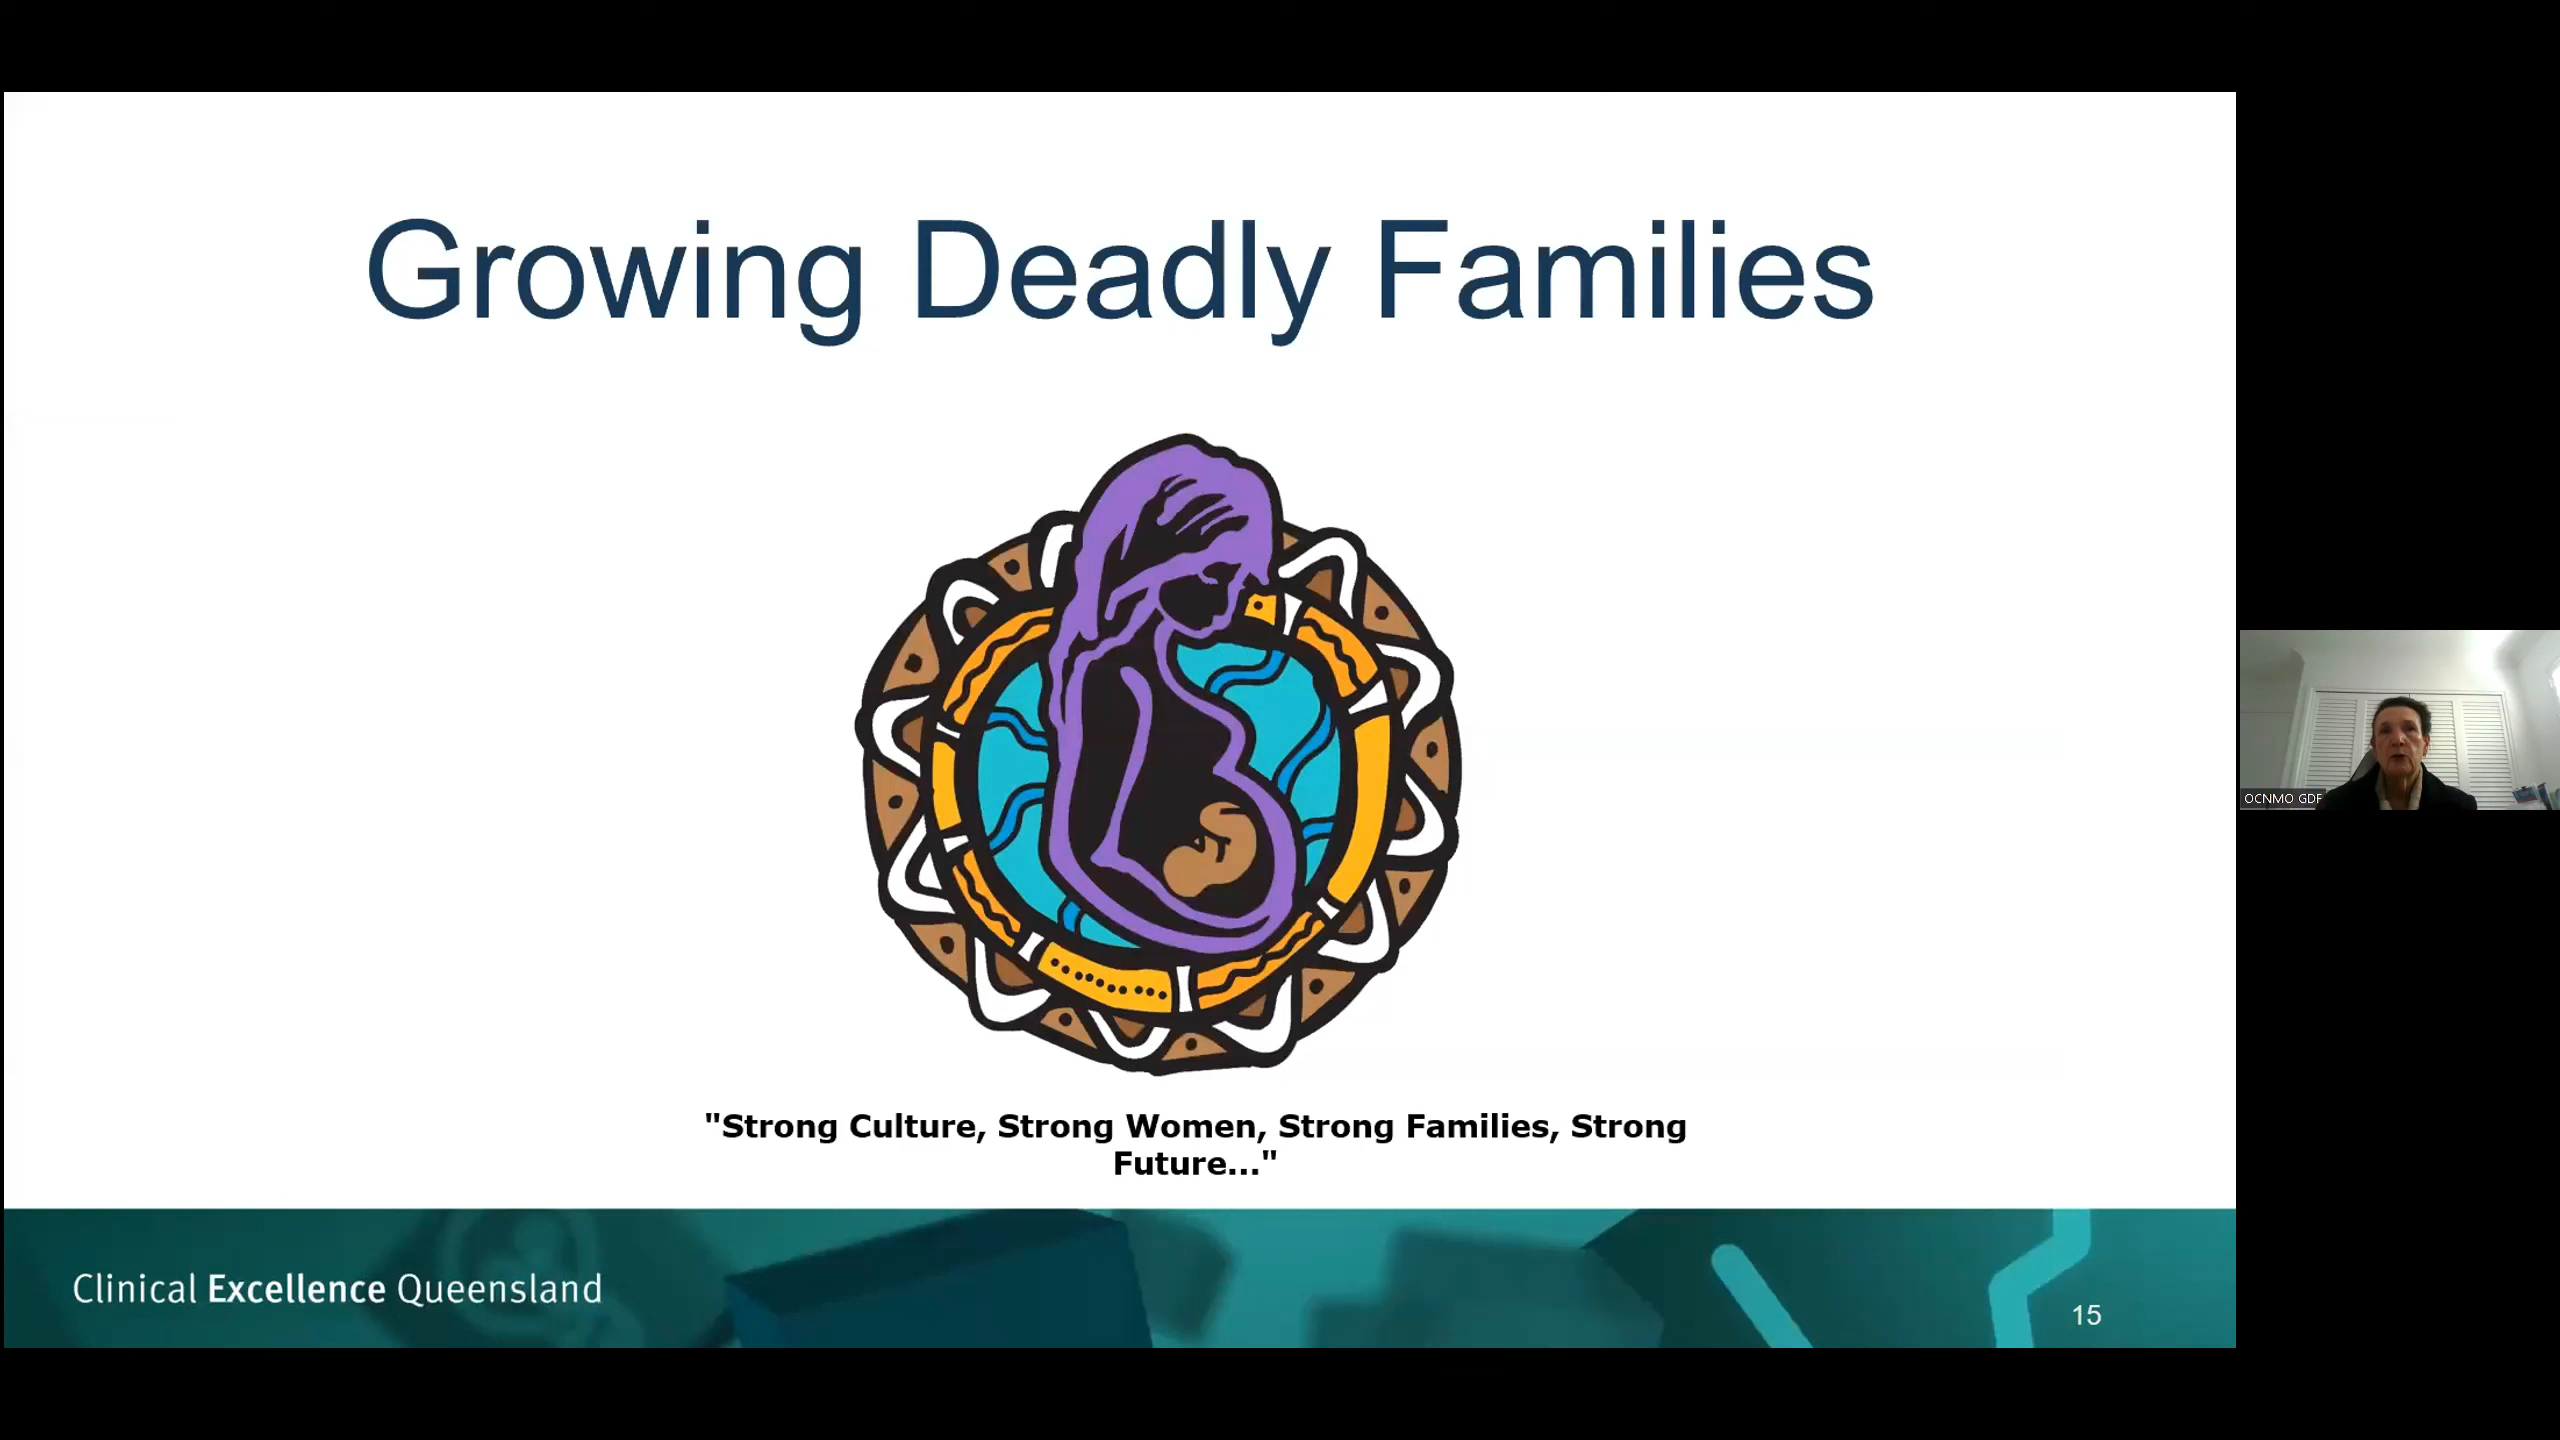 Growing Deadly Families
"Strong Culture, Strong Women, Strong Families, Strong
Future..."
OCNMO GDF
Clinical Excellence Queensland
15